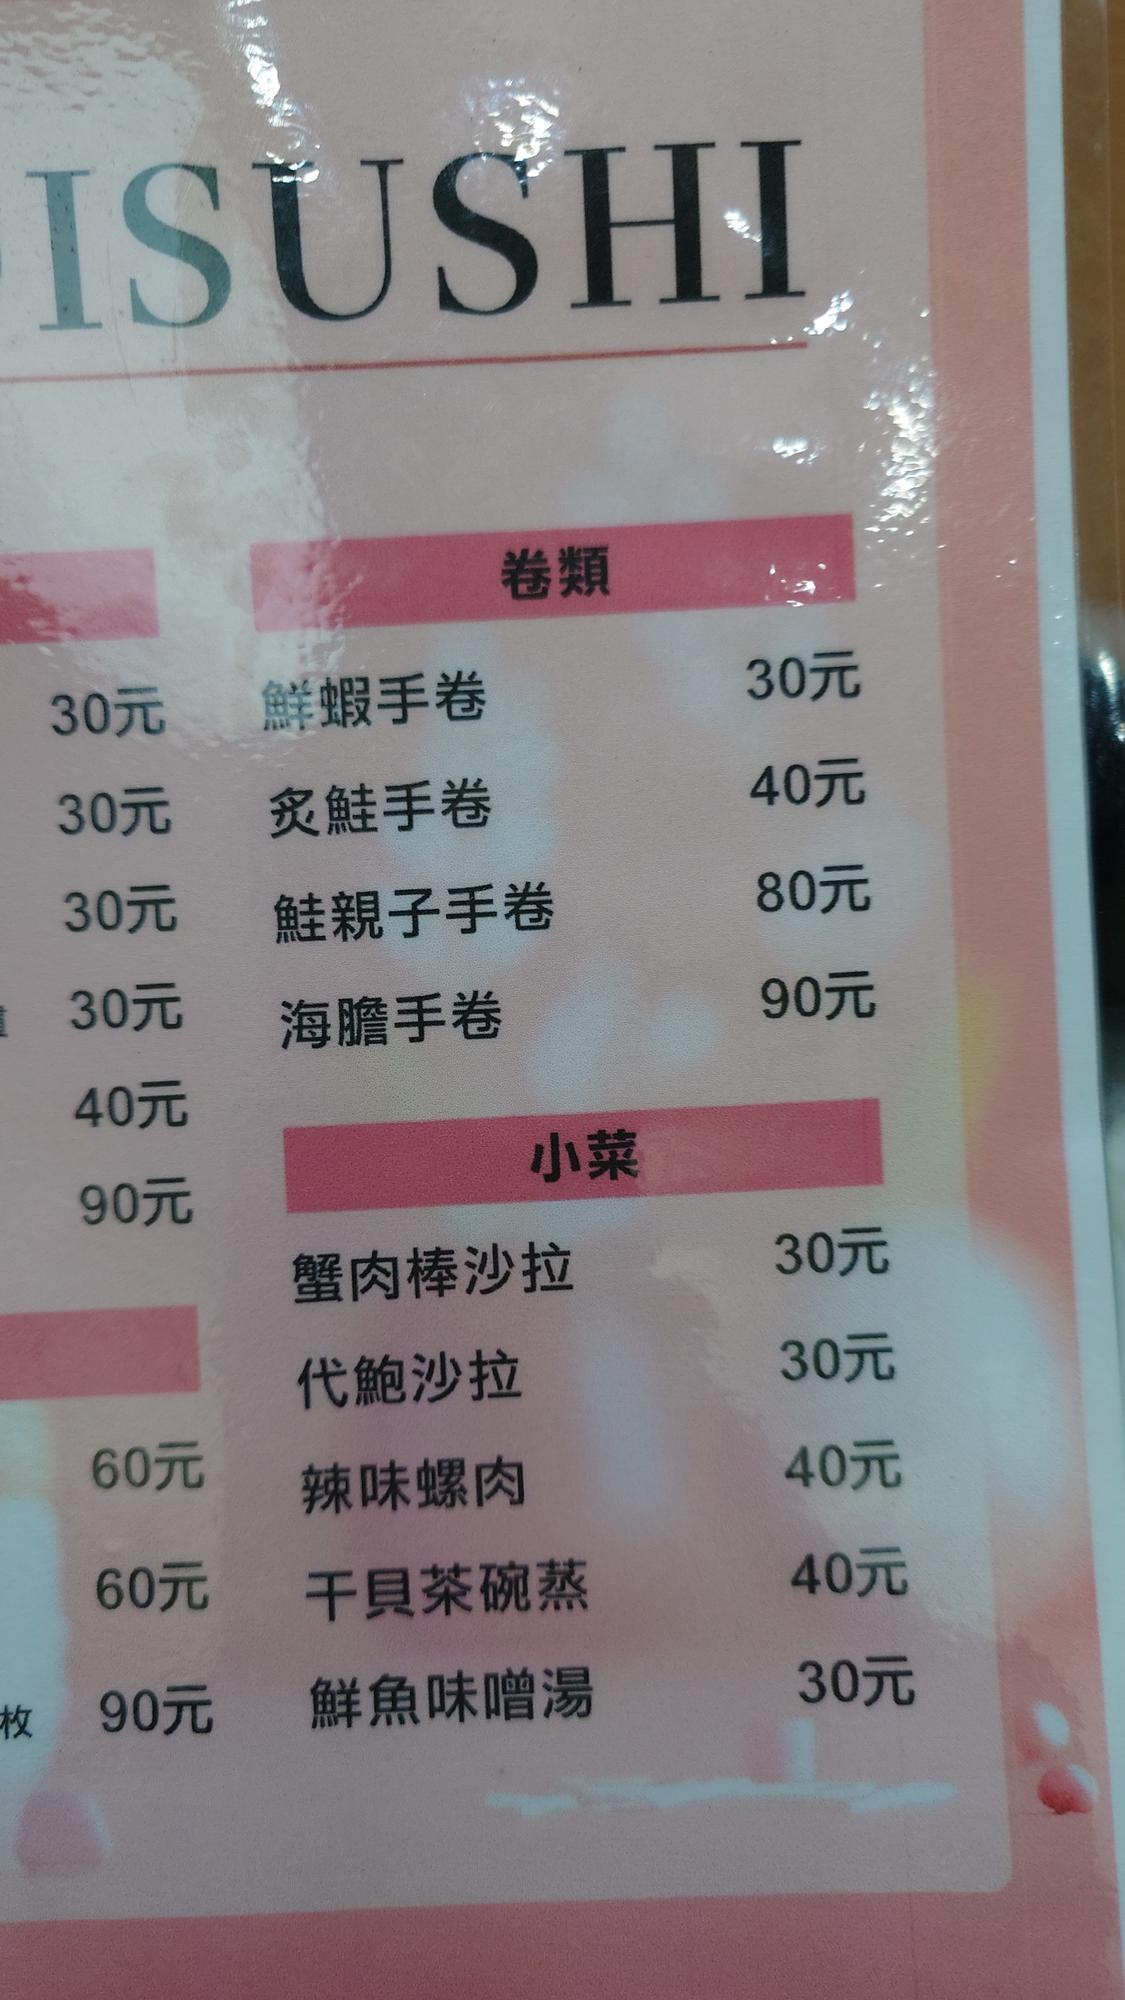 ISUSHI
30元
30元
30元
30元
40元
90元
60元
60元
枚 90元
卷類
鮮蝦手卷 30元
炙鮭手卷 40元
鮭親子手卷 80元
海膽手卷 90元
小菜
蟹肉棒沙拉 30元
代鮑沙拉 30元
辣味螺肉 40元
干貝茶碗蒸 40元
鮮魚味噌湯 30元